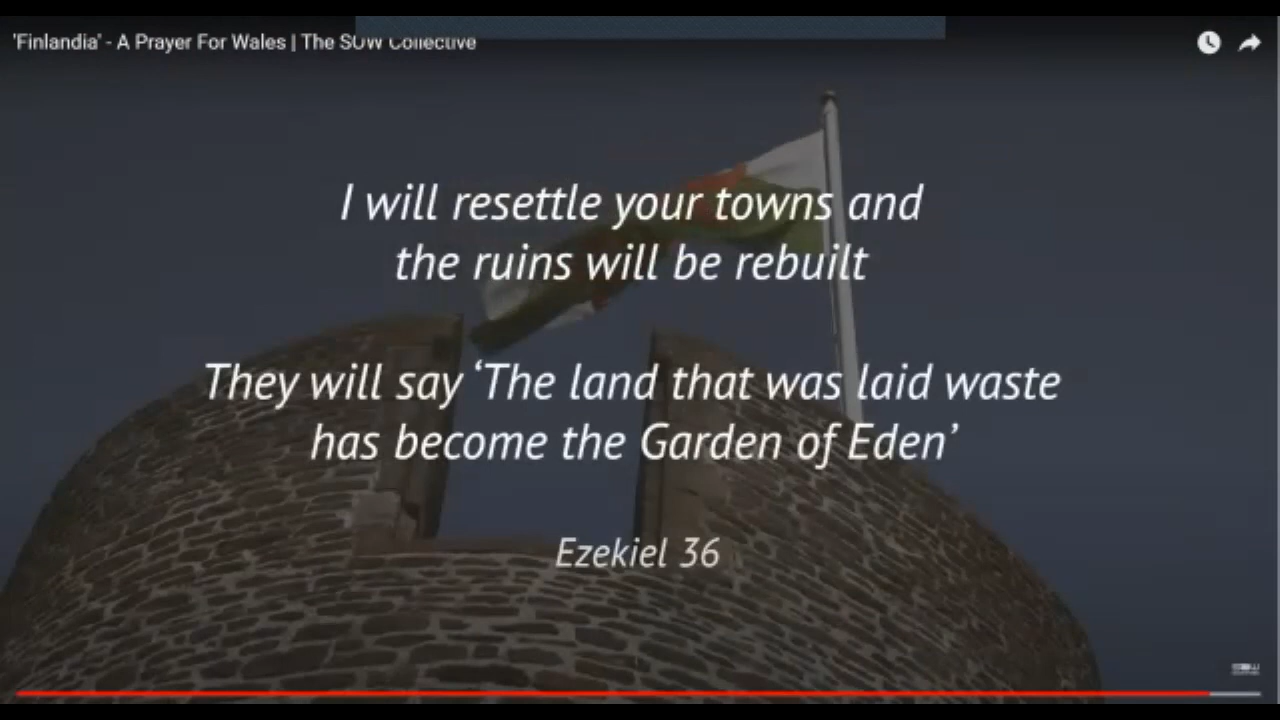 'Finlandia' - A Prayer For Wales | The SOW Collective
I will resettle your towns and
the ruins will be rebuilt
They will say ‘The land that was laid waste
has become the Garden of Eden’
Ezekiel 36
SOW